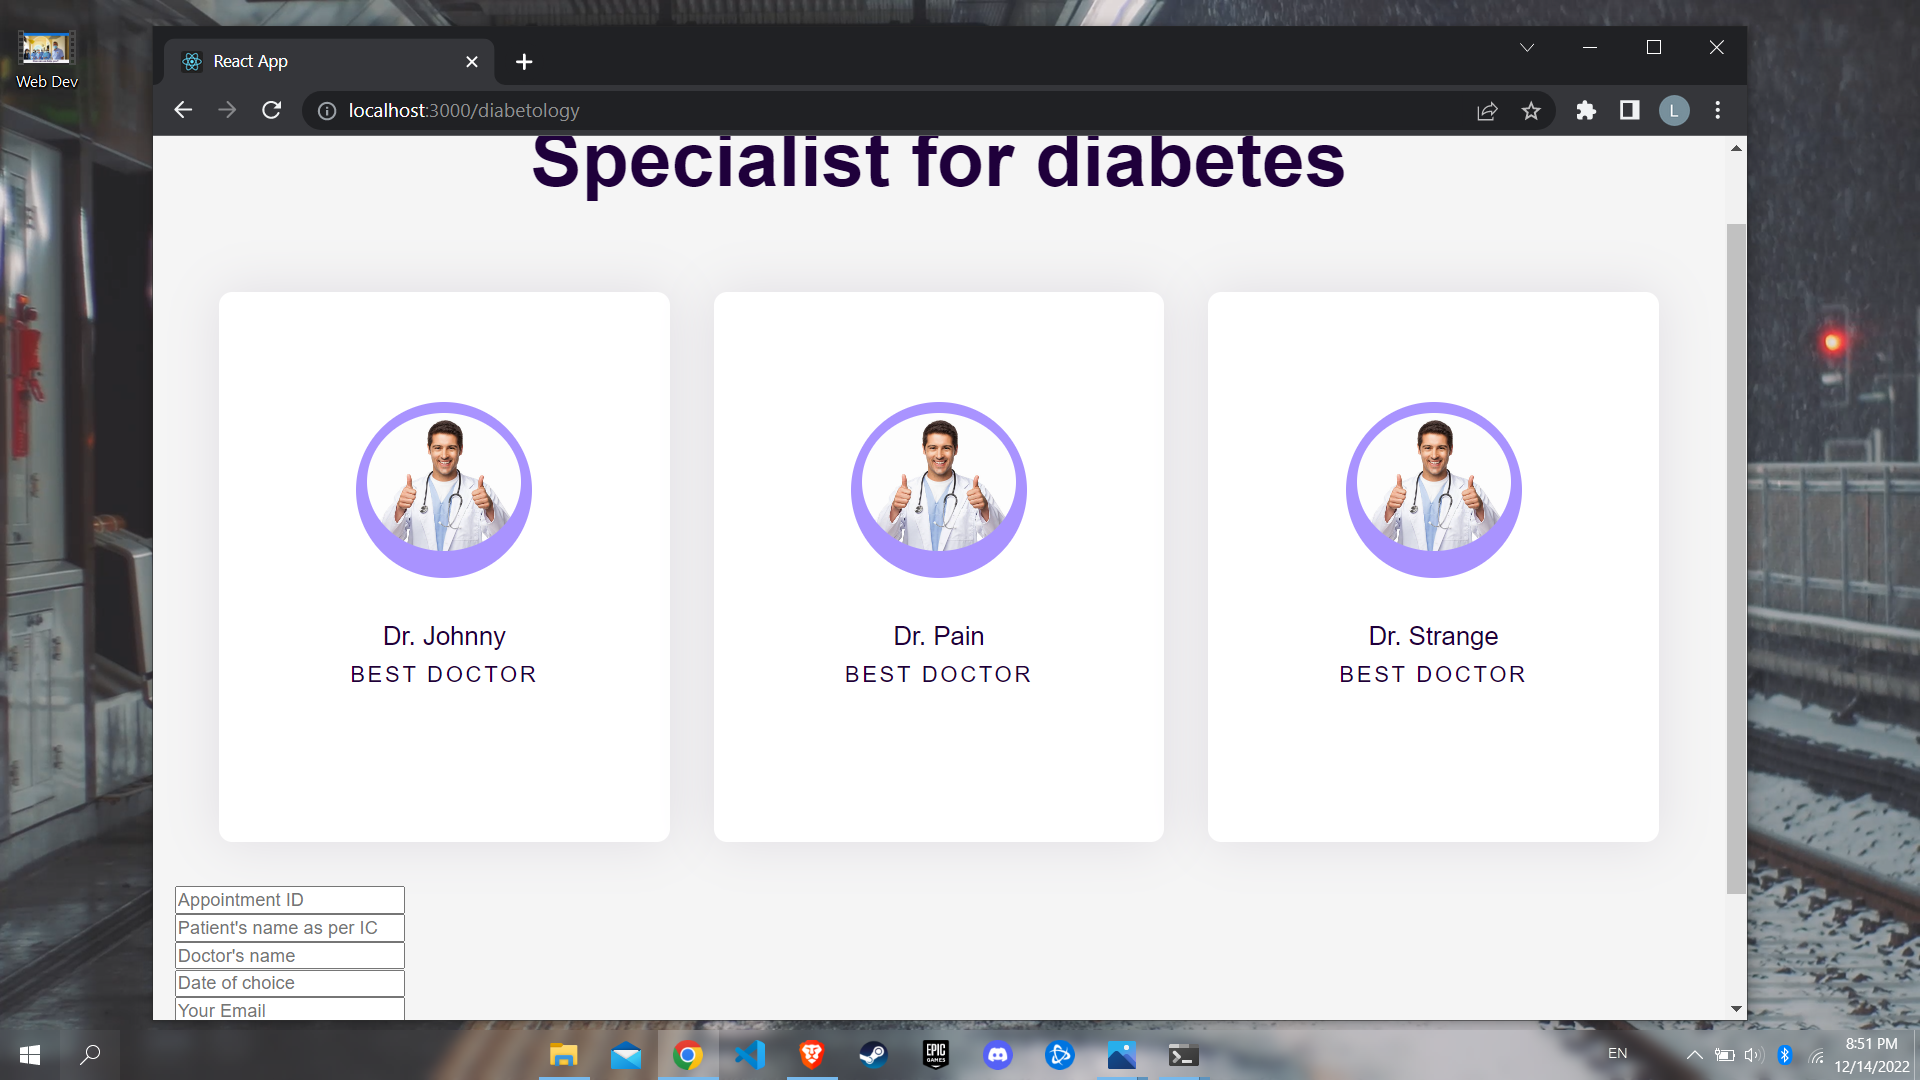 Web Dev
React App
localhost:3000/diabetology
L
Specialist for diabetes
Dr. Johnny
BEST DOCTOR
Dr. Pain
BEST DOCTOR
Dr. Strange
BEST DOCTOR
Appointment ID
Patient's name as per IC
Doctor's name
Date of choice
Your Email
EPIC
GAMES
EN
8:51 PM
12/14/2022